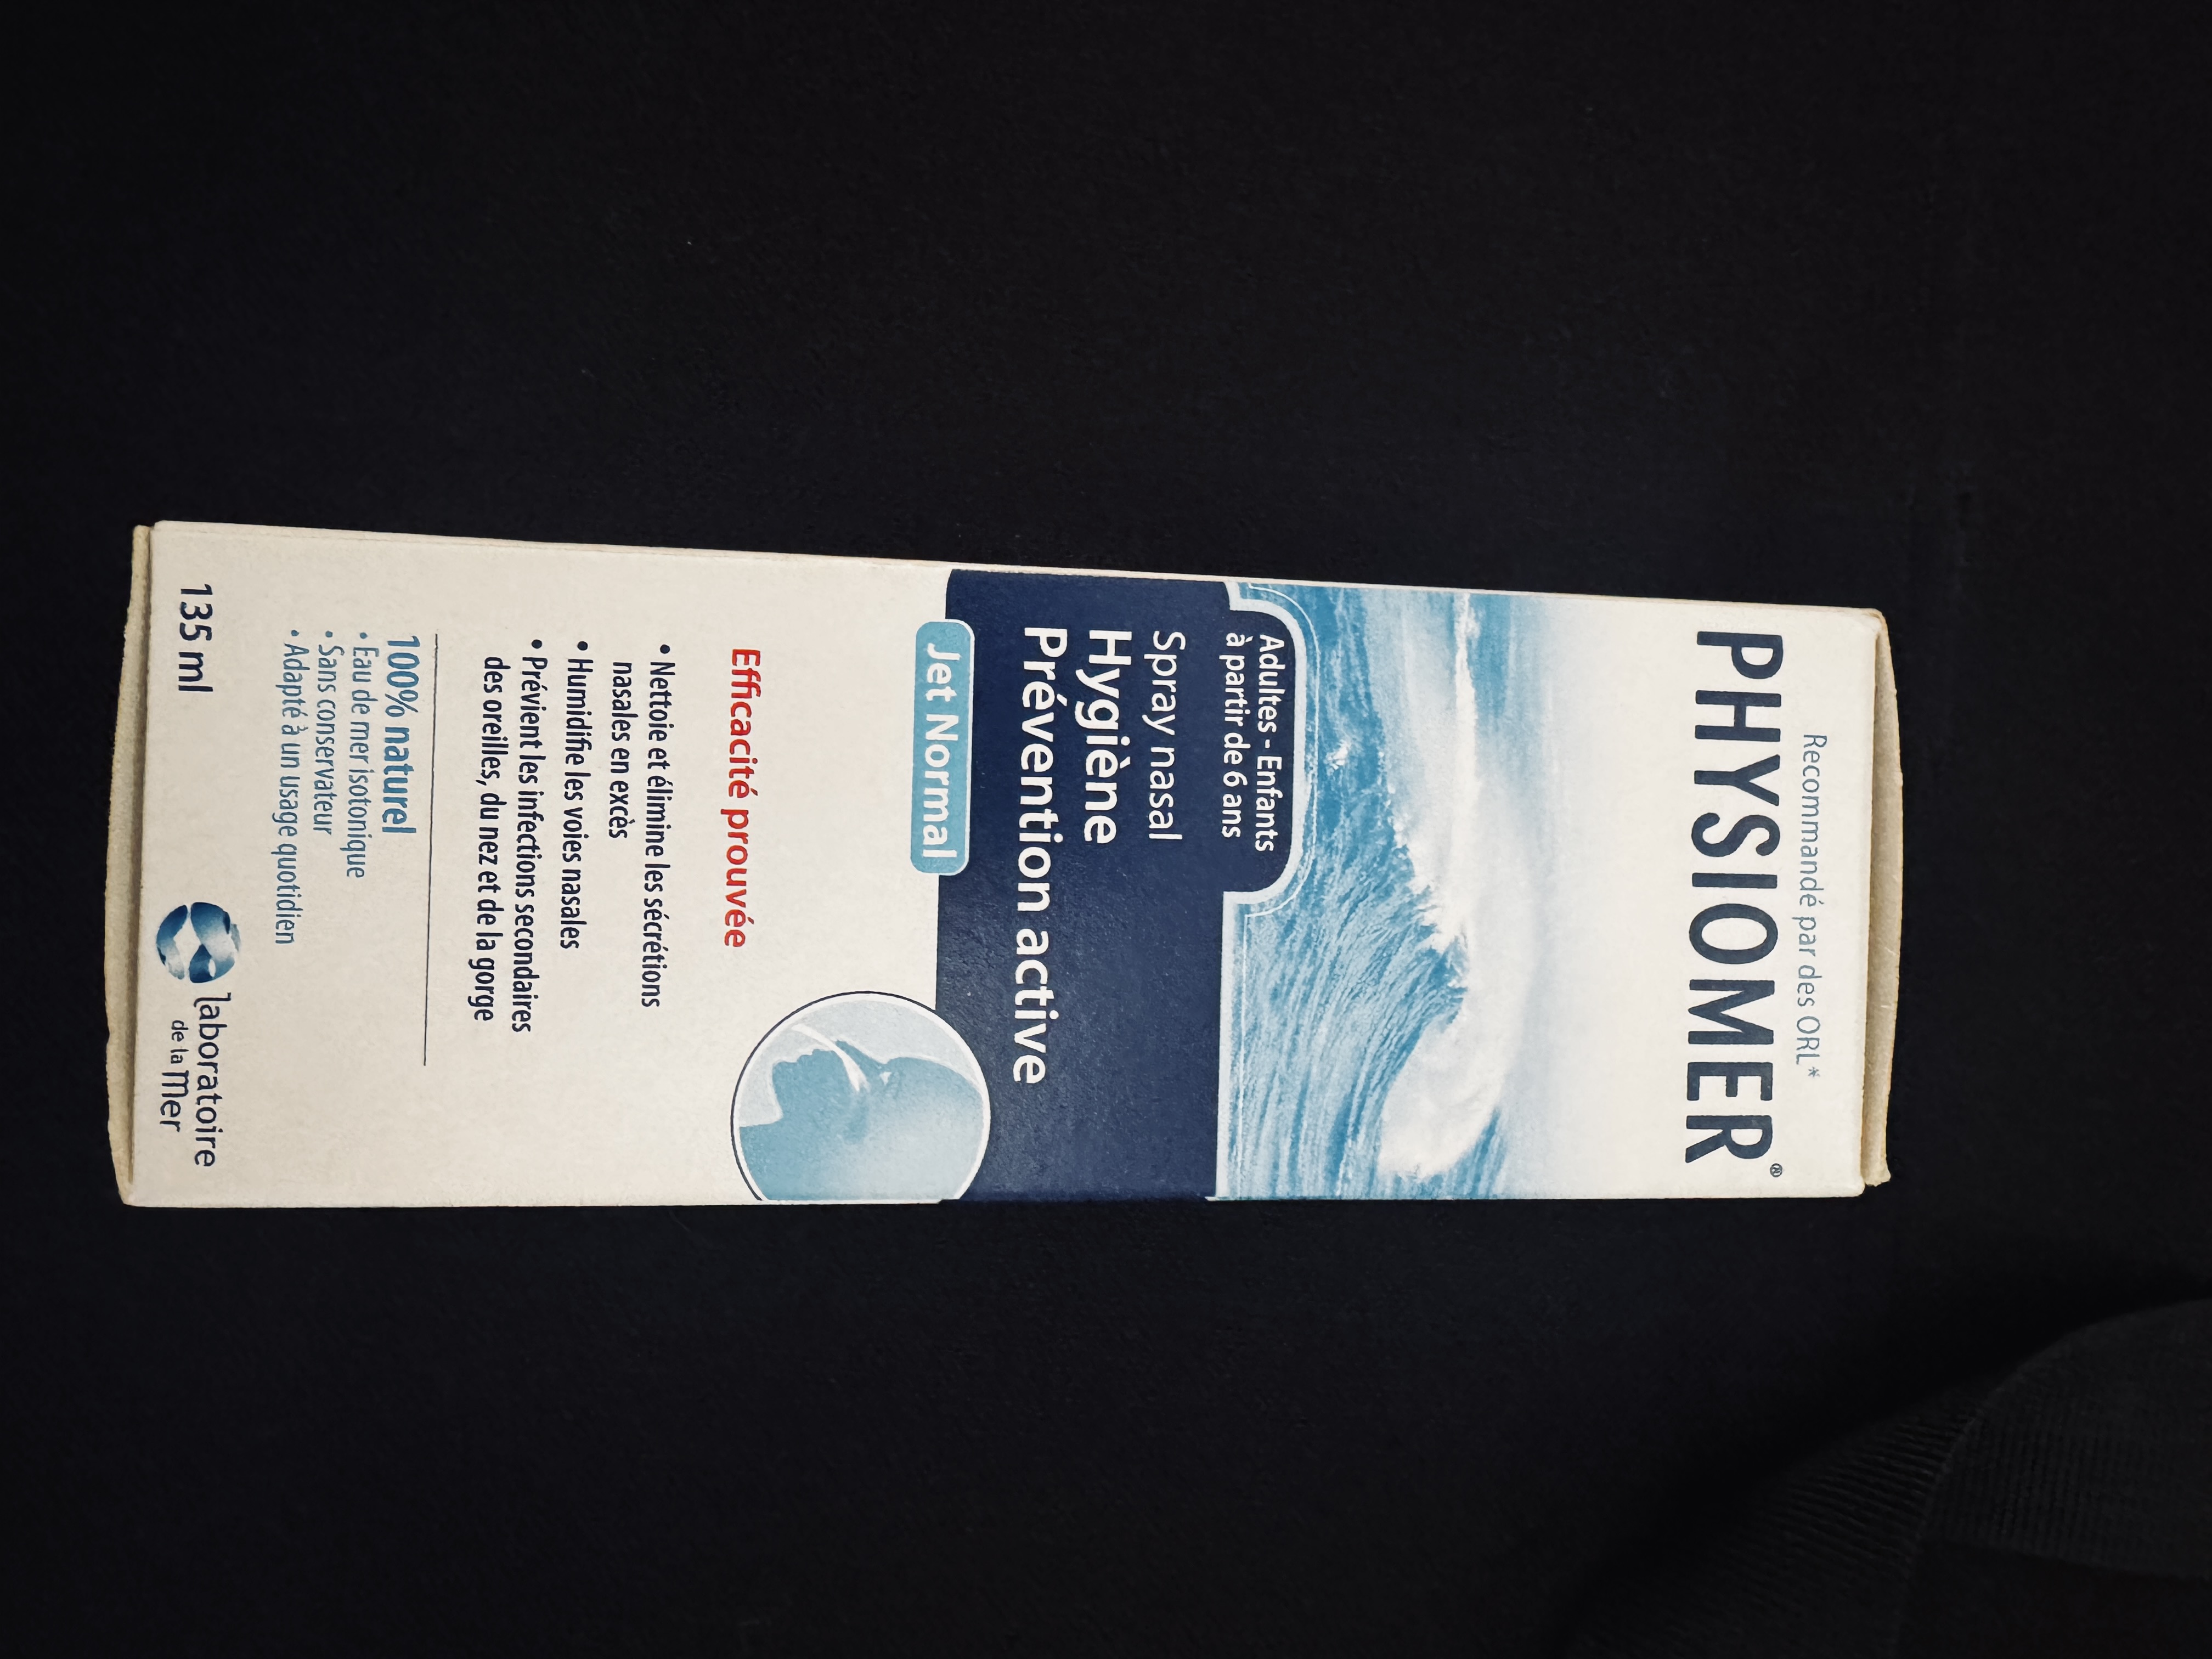 Recommandé par des ORL*
PHYSIOMER®
Adultes - Enfants
à partir de 6 ans
Spray nasal
Hygiène
Prévention active
Jet Normal
Efficacité prouvée
• Nettoie et élimine les sécrétions
nasales en excès
• Humidifie les voies nasales
• Prévient les infections secondaires
des oreilles, du nez et de la gorge
100% naturel
• Eau de mer isotonique
• Sans conservateur
• Adapté à un usage quotidien
135 ml
laboratoire
de la Mer